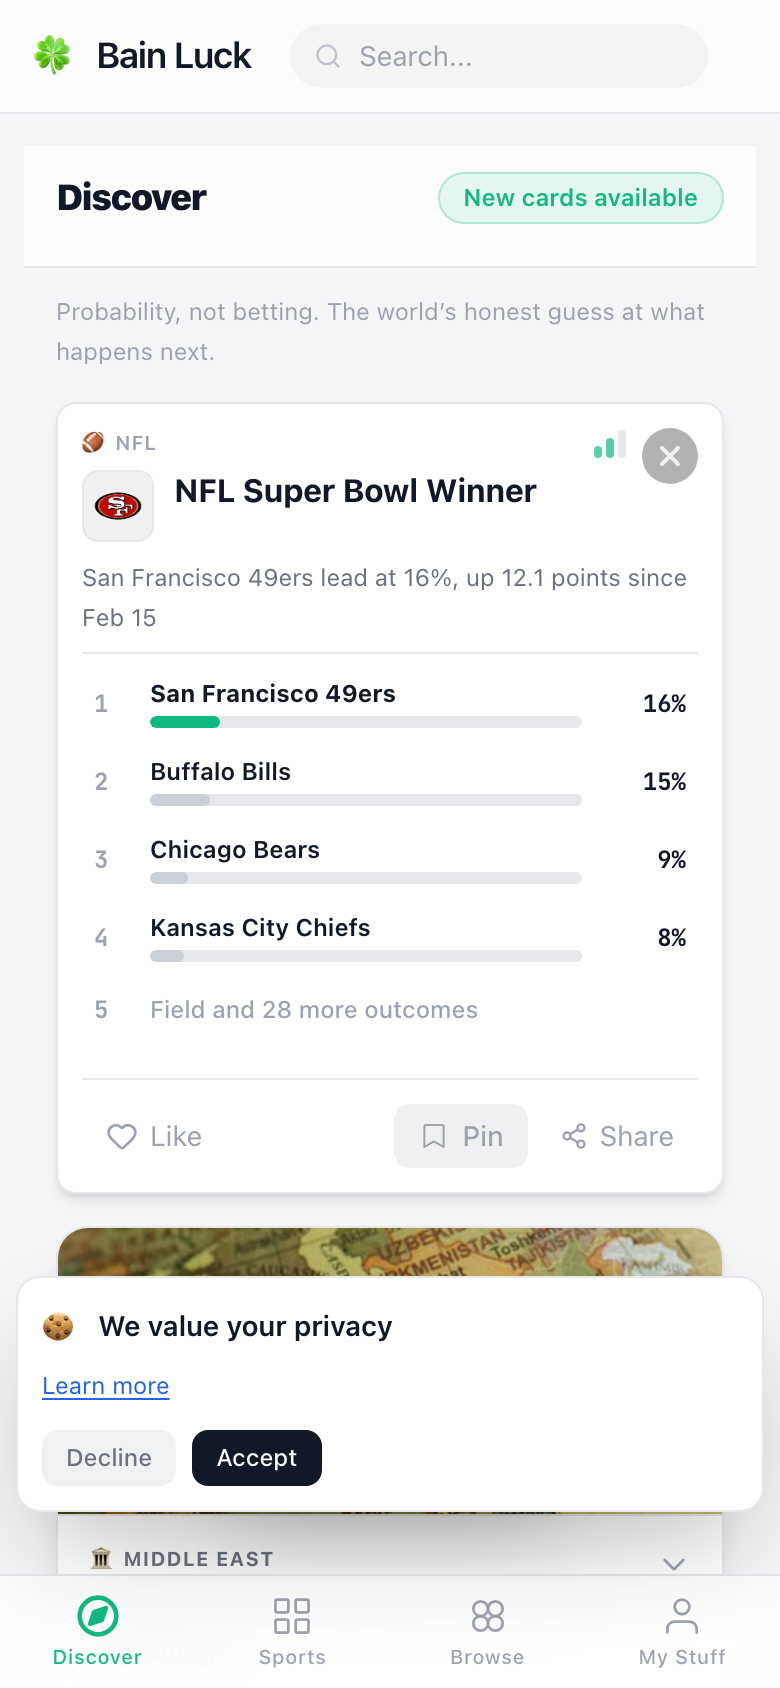 Bain Luck
Search...
Discover
New cards available
Probability, not betting. The world's honest guess at what
happens next.
NFL
SF
NFL Super Bowl Winner
San Francisco 49ers lead at 16%, up 12.1 points since
Feb 15
1 San Francisco 49ers 16%
2 Buffalo Bills 15%
3 Chicago Bears 9%
4 Kansas City Chiefs 8%
5 Field and 28 more outcomes
Like
Pin
Share
UZBEKIS
Toshk
TAJIKISTAN
RKMENISTAN
We value your privacy
Learn more
Decline
Accept
MIDDLE EAST
Discover
Sports
Browse
My Stuff